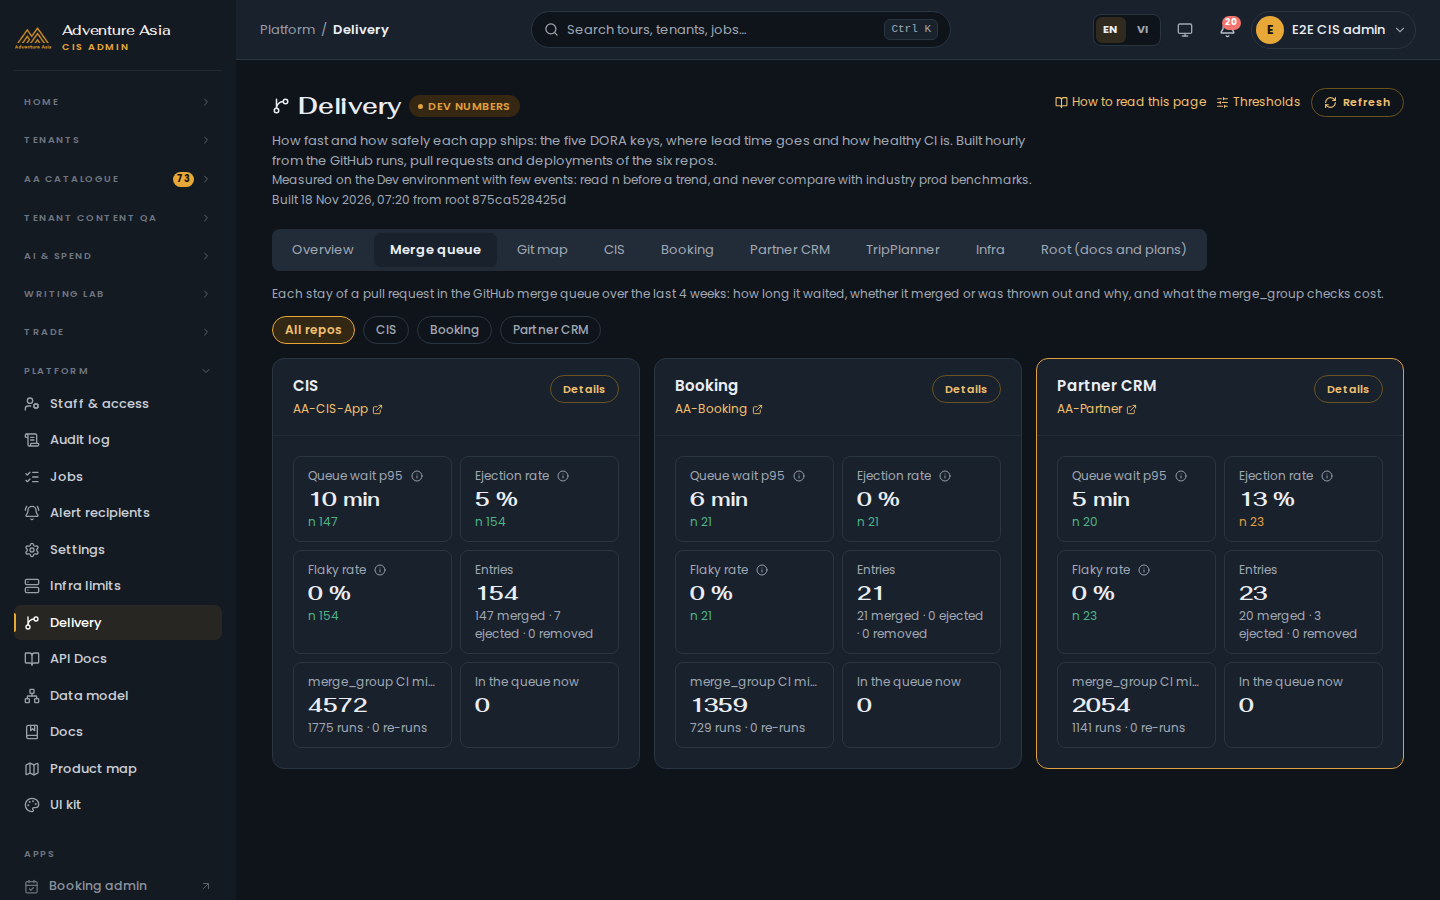 Adventure Asia
Adventure Asia
CIS ADMIN
HOME
TENANTS
AA CATALOGUE
73
TENANT CONTENT QA
AI & SPEND
WRITING LAB
TRADE
PLATFORM
Staff & access
Audit log
Jobs
Alert recipients
Settings
Infra limits
Delivery
API Docs
Data model
Docs
Product map
UI kit
APPS
Booking admin
Platform / Delivery
Search tours, tenants, jobs...
Ctrl K
EN VI
20
E E2E CIS admin
Delivery
DEV NUMBERS
How to read this page
Thresholds
Refresh
How fast and how safely each app ships: the five DORA keys, where lead time goes and how healthy CI is. Built hourly
from the GitHub runs, pull requests and deployments of the six repos.
Measured on the Dev environment with few events: read n before a trend, and never compare with industry prod benchmarks.
Built 18 Nov 2026, 07:20 from root 875ca528425d
Overview Merge queue Git map CIS Booking Partner CRM TripPlanner Infra Root (docs and plans)
Each stay of a pull request in the GitHub merge queue over the last 4 weeks: how long it waited, whether it merged or was thrown out and why, and what the merge_group checks cost.
All repos CIS Booking Partner CRM
CIS
AA-CIS-App
Details
Queue wait p95
10 min
n 147
Ejection rate
5 %
n 154
Flaky rate
0 %
n 154
Entries
154
147 merged · 7
ejected · 0 removed
merge_group CI mi...
4572
1775 runs · 0 re-runs
In the queue now
0
Booking
AA-Booking
Details
Queue wait p95
6 min
n 21
Ejection rate
0 %
n 21
Flaky rate
0 %
n 21
Entries
21
21 merged · 0 ejected
· 0 removed
merge_group CI mi...
1359
729 runs · 0 re-runs
In the queue now
0
Partner CRM
AA-Partner
Details
Queue wait p95
5 min
n 20
Ejection rate
13 %
n 23
Flaky rate
0 %
n 23
Entries
23
20 merged · 3
ejected · 0 removed
merge_group CI mi...
2054
1141 runs · 0 re-runs
In the queue now
0